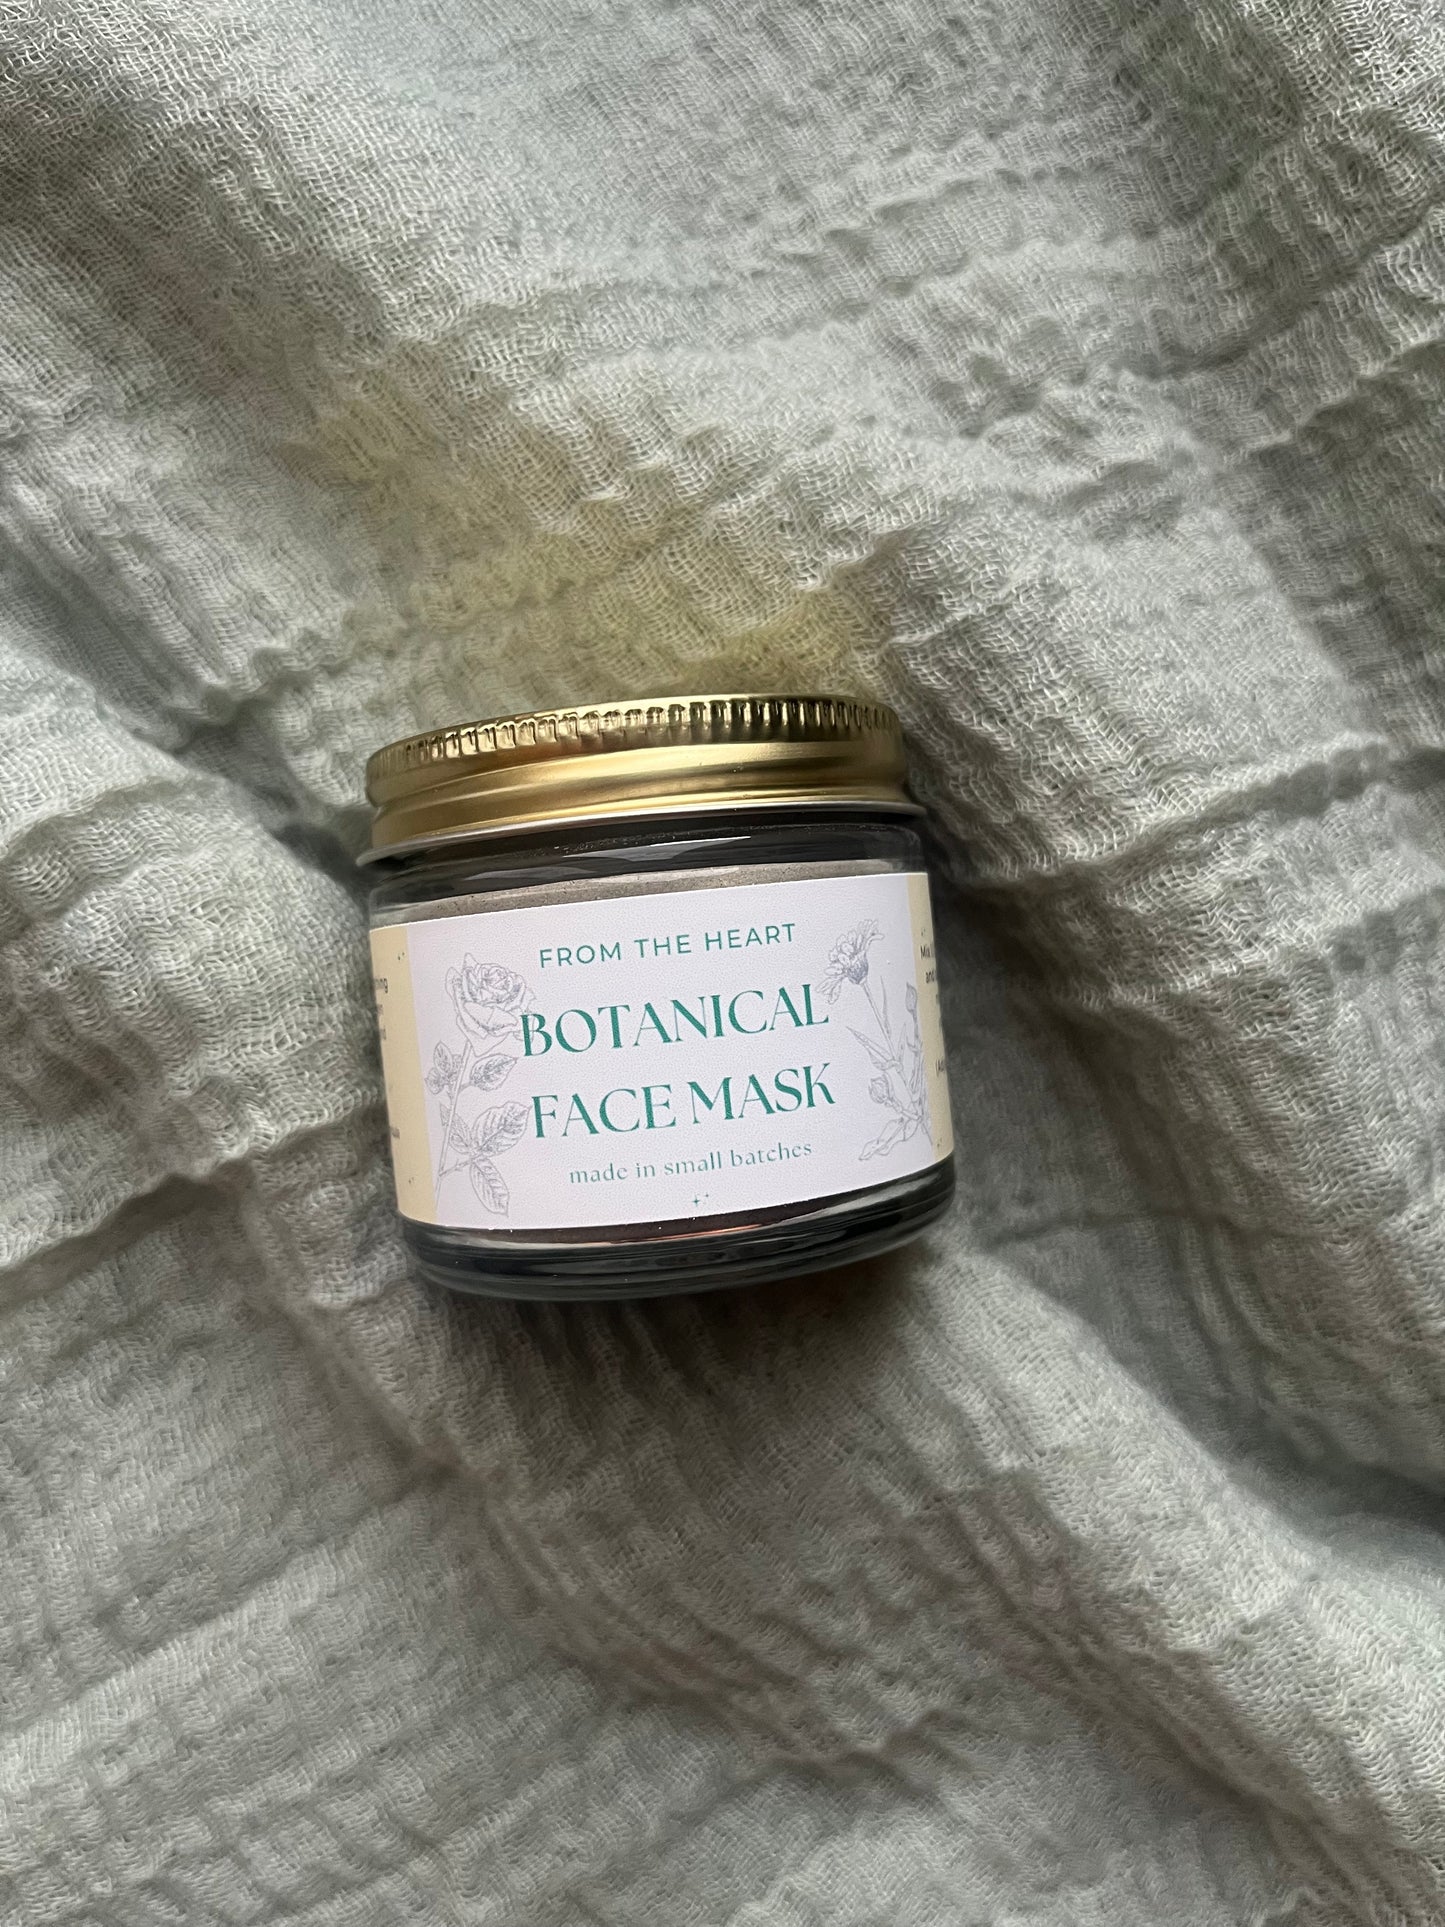 FROM THE HEART
BOTANICAL
FACE MASK
made in small batches